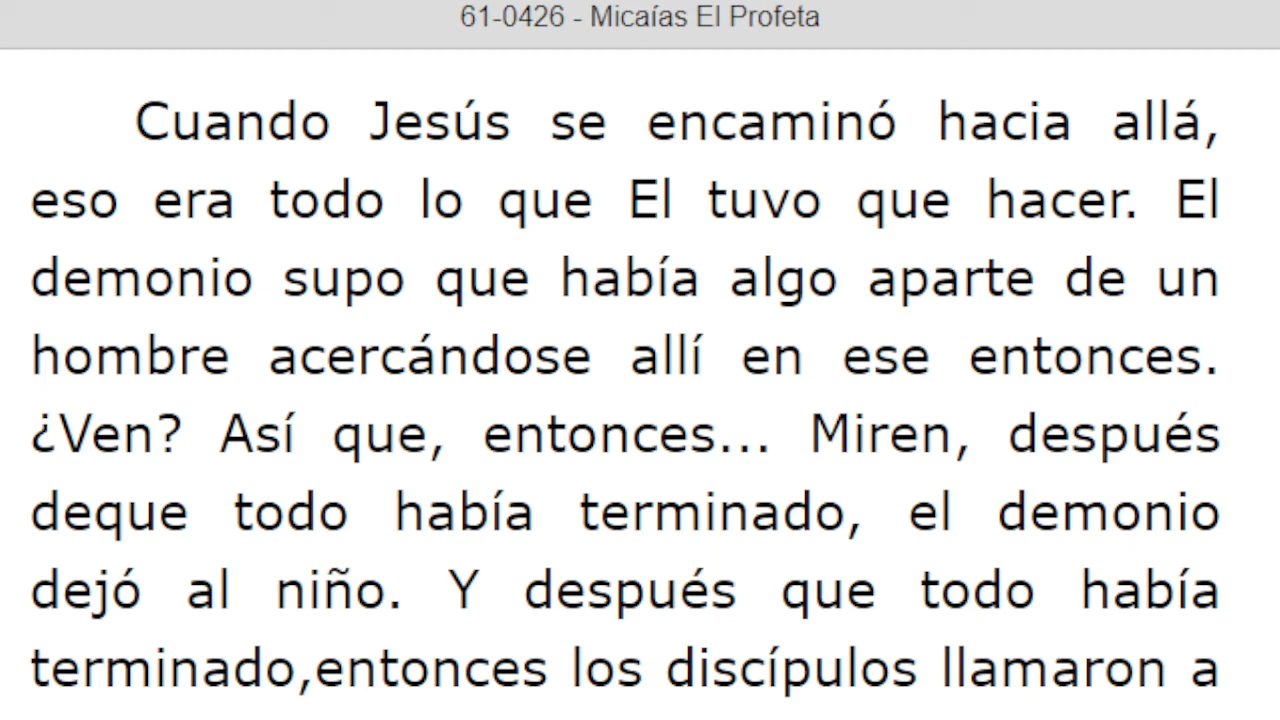 61-0426 - Micaías El Profeta
Cuando Jesús se encaminó hacia allá,
eso era todo lo que El tuvo que hacer. El
demonio supo que había algo aparte de un
hombre acercándose allí en ese entonces.
¿Ven? Así que, entonces... Miren, después
deque todo había terminado, el demonio
dejó al niño. Y después que todo había
terminado,entonces los discípulos llamaron a